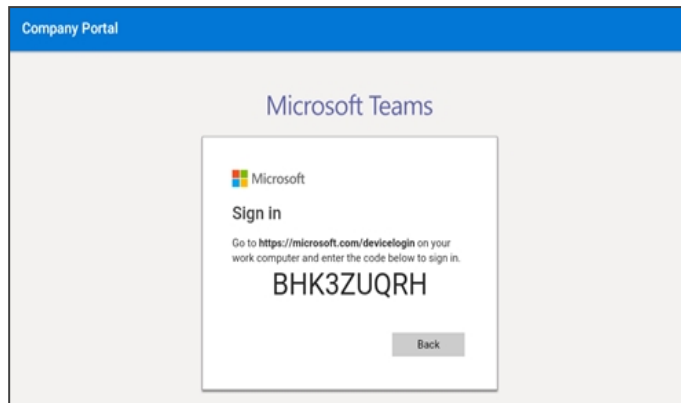 Company Portal
Microsoft Teams
Microsoft
Sign in
Go to https://microsoft.com/devicelogin on your
work computer and enter the code below to sign in.
BHK3ZUQRH
Back